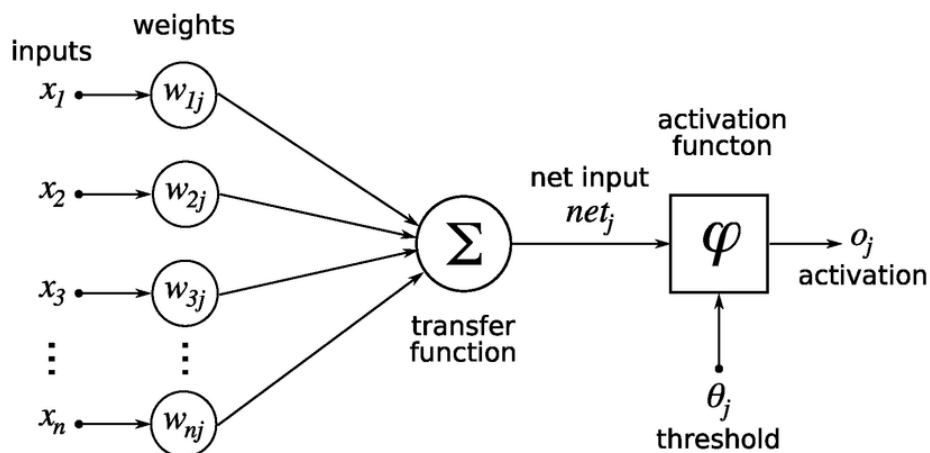 weights
inputs
x₁
w₁ⱼ
x₂
w₂ⱼ
x₃
w₃ⱼ
⋮ ⋮
xₙ
wₙⱼ
Σ
transfer
function
net input
netⱼ
activation
functon
φ
oⱼ
activation
θⱼ
threshold